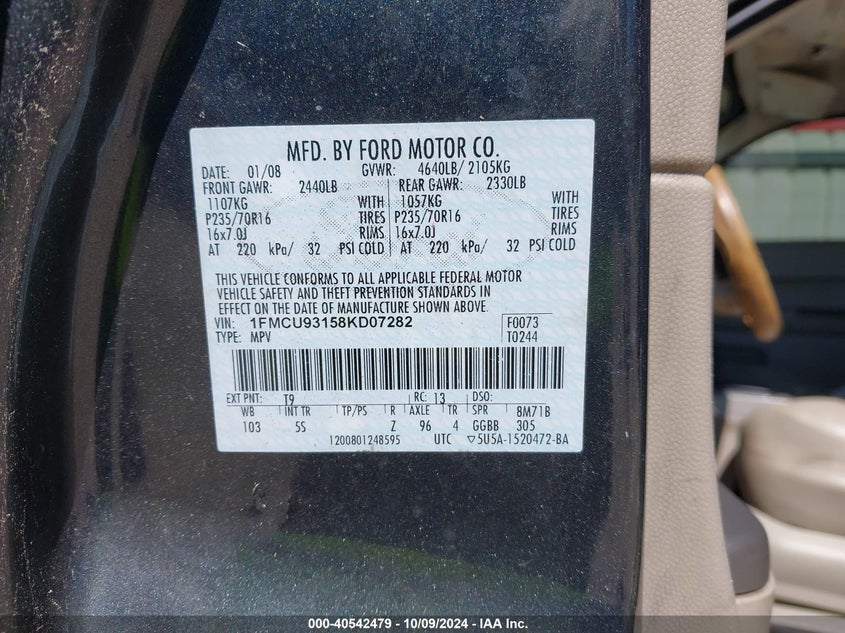 MFD. BY FORD MOTOR CO.
DATE: 01/08 GVWR: 4640LB/ 2105KG
FRONT GAWR: 2440LB REAR GAWR: 2330LB
1107KG WITH 1057KG WITH
P235/70R16 TIRES P235/70R16 TIRES
16x7.0J RIMS 16x7.0J RIMS
AT 220 kPa/ 32 PSI COLD AT 220 kPa/ 32 PSI COLD
THIS VEHICLE CONFORMS TO ALL APPLICABLE FEDERAL MOTOR
VEHICLE SAFETY AND THEFT PREVENTION STANDARDS IN
EFFECT ON THE DATE OF MANUFACTURE SHOWN ABOVE.
VIN: 1FMCU93158KD07282 F0073
TYPE: MPV T0244
EXT PNT: T9 RC: 13 DSO:
WB INT TR TP/PS R AXLE TR SPR 8M71B
103 5S Z 96 4 GGBB 305
1200801248595 UTC ▽5U5A-1520472-BA
000-40542479 - 10/09/2024 - IAA Inc.